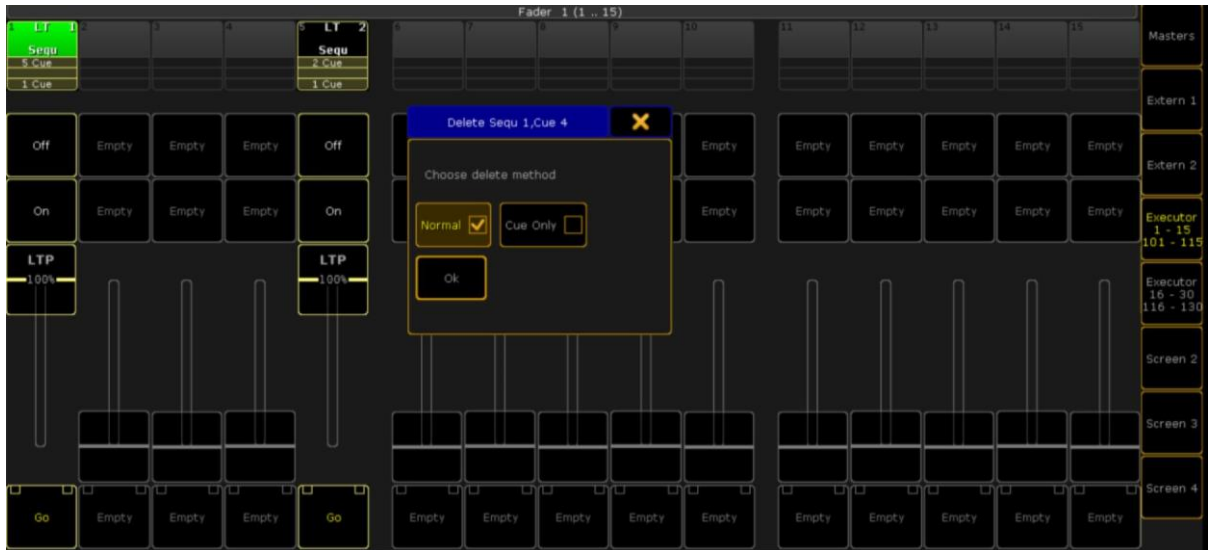 Fader 1 (1 .. 15)
1 LT 1 2 3 4 5 LT 2 6 7 8 9 10 11 12 13 14 15
Sequ Sequ
5 Cue 2 Cue
1 Cue 1 Cue
Masters
Extern 1
Delete Sequ 1,Cue 4
Off Empty Empty Empty Off Empty Empty Empty Empty Empty Empty
Extern 2
Choose delete method
On Empty Empty Empty On Empty Empty Empty Empty Empty Empty
Normal Cue Only
Executor
1 - 15
101 - 115
LTP LTP
100% 100%
Ok
Executor
16 - 30
116 - 130
Screen 2
Screen 3
Screen 4
Go Empty Empty Empty Go Empty Empty Empty Empty Empty Empty Empty Empty Empty Empty